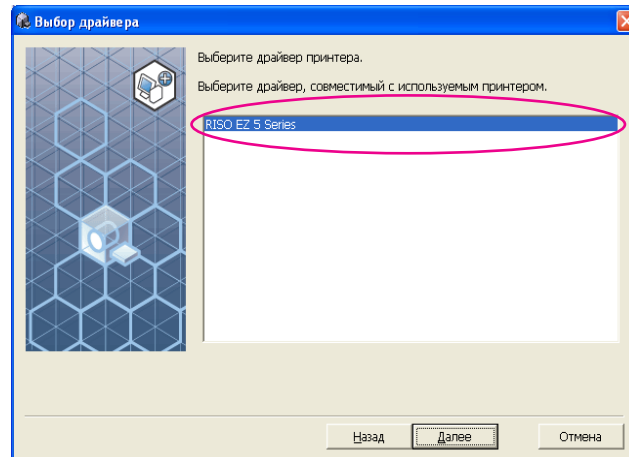 Выбор драйвера
Выберите драйвер принтера.
Выберите драйвер, совместимый с используемым принтером.
RISO EZ 5 Series
Назад
Далее
Отмена